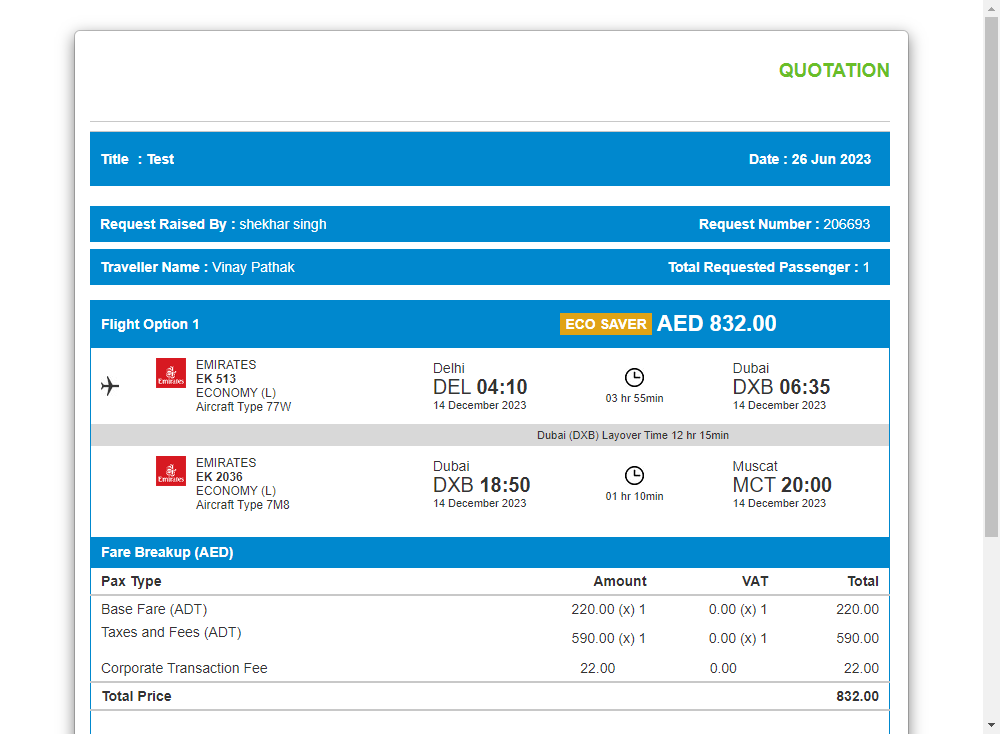 QUOTATION
Title : Test Date : 26 Jun 2023
Request Raised By : shekhar singh Request Number : 206693
Traveller Name : Vinay Pathak Total Requested Passenger : 1
Flight Option 1 ECO SAVER AED 832.00
Emirates
EMIRATES
EK 513
ECONOMY (L)
Aircraft Type 77W
Delhi
DEL 04:10
14 December 2023
03 hr 55min
Dubai
DXB 06:35
14 December 2023
Dubai (DXB) Layover Time 12 hr 15min
Emirates
EMIRATES
EK 2036
ECONOMY (L)
Aircraft Type 7M8
Dubai
DXB 18:50
14 December 2023
01 hr 10min
Muscat
MCT 20:00
14 December 2023
Fare Breakup (AED)
Pax Type Amount VAT Total
Base Fare (ADT) 220.00 (x) 1 0.00 (x) 1 220.00
Taxes and Fees (ADT) 590.00 (x) 1 0.00 (x) 1 590.00
Corporate Transaction Fee 22.00 0.00 22.00
Total Price 832.00